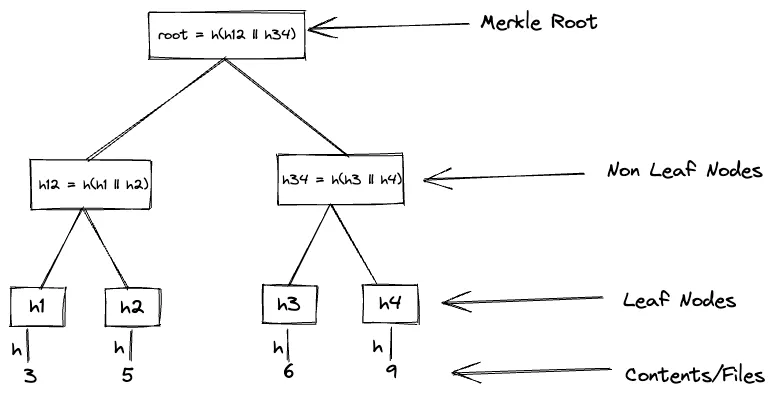 root = h(h12 || h34)
Merkle Root
h12 = h(h1 || h2)
h34 = h(h3 || h4)
Non Leaf Nodes
h1
h2
h3
h4
Leaf Nodes
h
h
h
h
3
5
6
9
Contents/Files